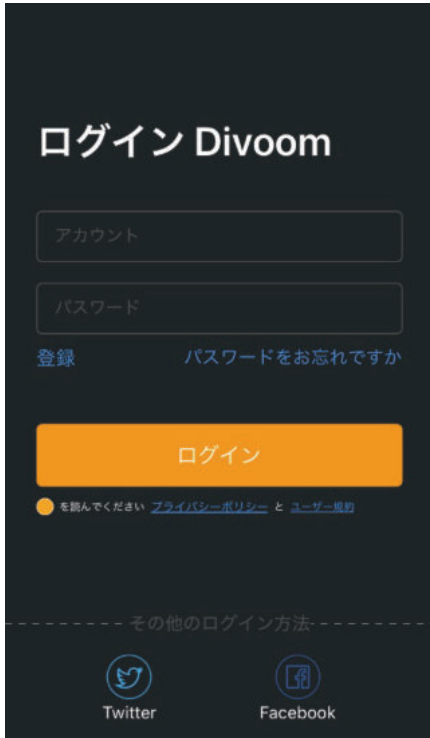 ログイン Divoom
アカウント
パスワード
登録 パスワードをお忘れですか
ログイン
を読んでください プライバシーポリシー と ユーザー規約
その他のログイン方法
Twitter Facebook